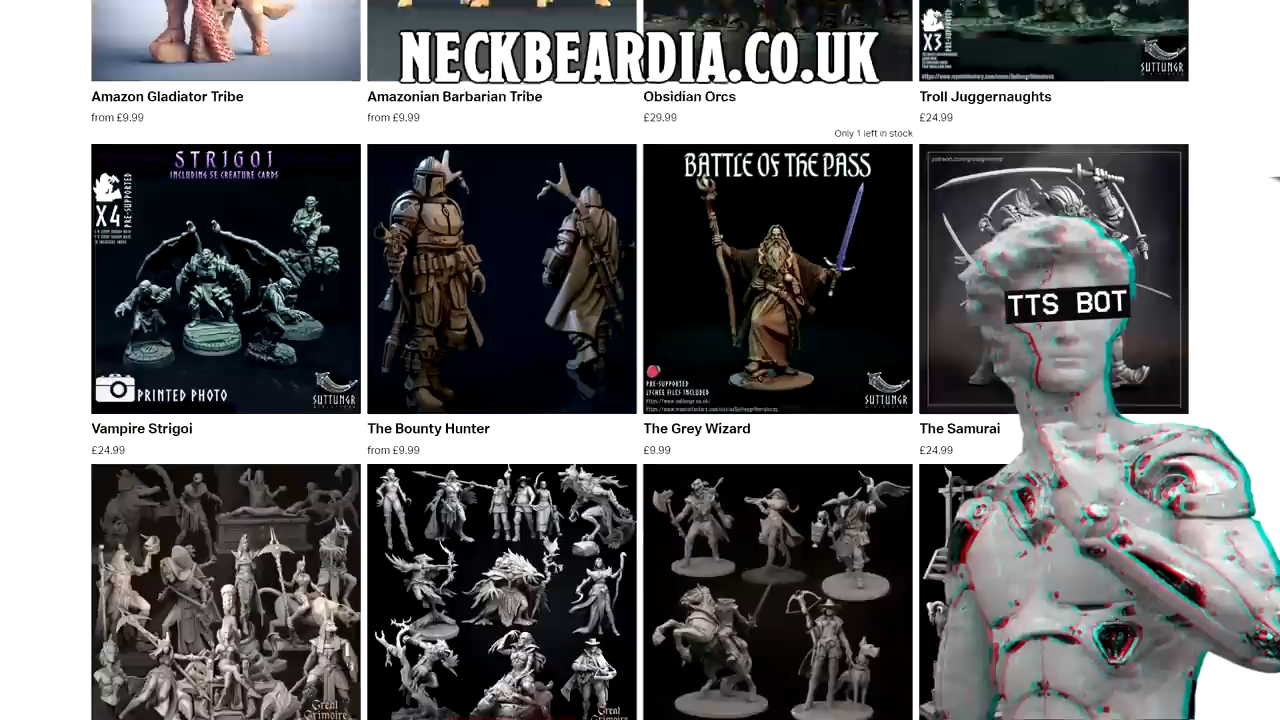 NECKBEARDIA.CO.UK
X3
SUTTUNGR
Amazon Gladiator Tribe
from £9.99
Amazonian Barbarian Tribe
from £9.99
Obsidian Orcs
£29.99
Only 1 left in stock
Troll Juggernaughts
£24.99
STRIGOI
INCLUDING 5E CREATURE CARDS
X4
PRE-SUPPORTED
PRINTED PHOTO
SUTTUNGR
BATTLE OF THE PASS
PRE-SUPPORTED
LYCHEE FILES INCLUDED
SUTTUNGR
TTS BOT
Vampire Strigoi
£24.99
The Bounty Hunter
from £9.99
The Grey Wizard
£9.99
The Samurai
£24.99
Great
Grimoire
Great
Grimoire